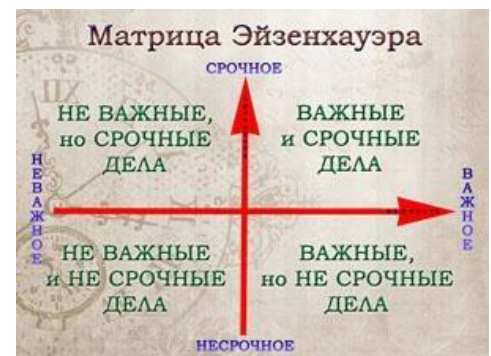 Матрица Эйзенхауэра
СРОЧНОЕ
НЕ ВАЖНЫЕ,
но СРОЧНЫЕ
ДЕЛА
ВАЖНЫЕ
и СРОЧНЫЕ
ДЕЛА
НЕВАЖНОЕ
ВАЖНОЕ
НЕ ВАЖНЫЕ
и НЕ СРОЧНЫЕ
ДЕЛА
ВАЖНЫЕ,
но НЕ СРОЧНЫЕ
ДЕЛА
НЕСРОЧНОЕ